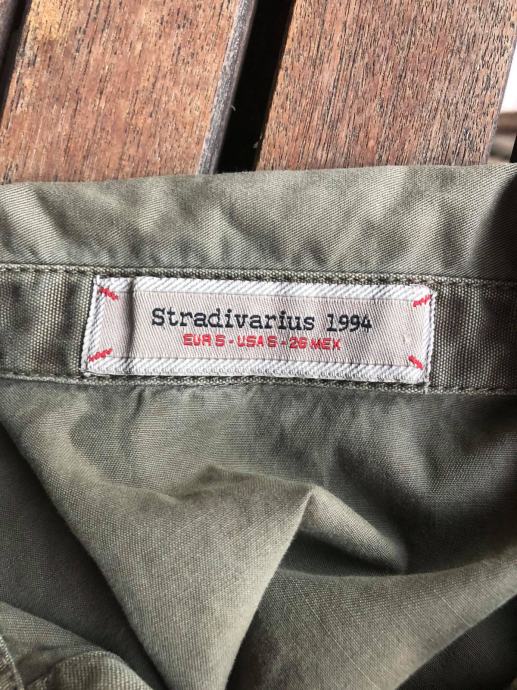 Stradivarius 1994
EUR S - USA S - 26 MEX